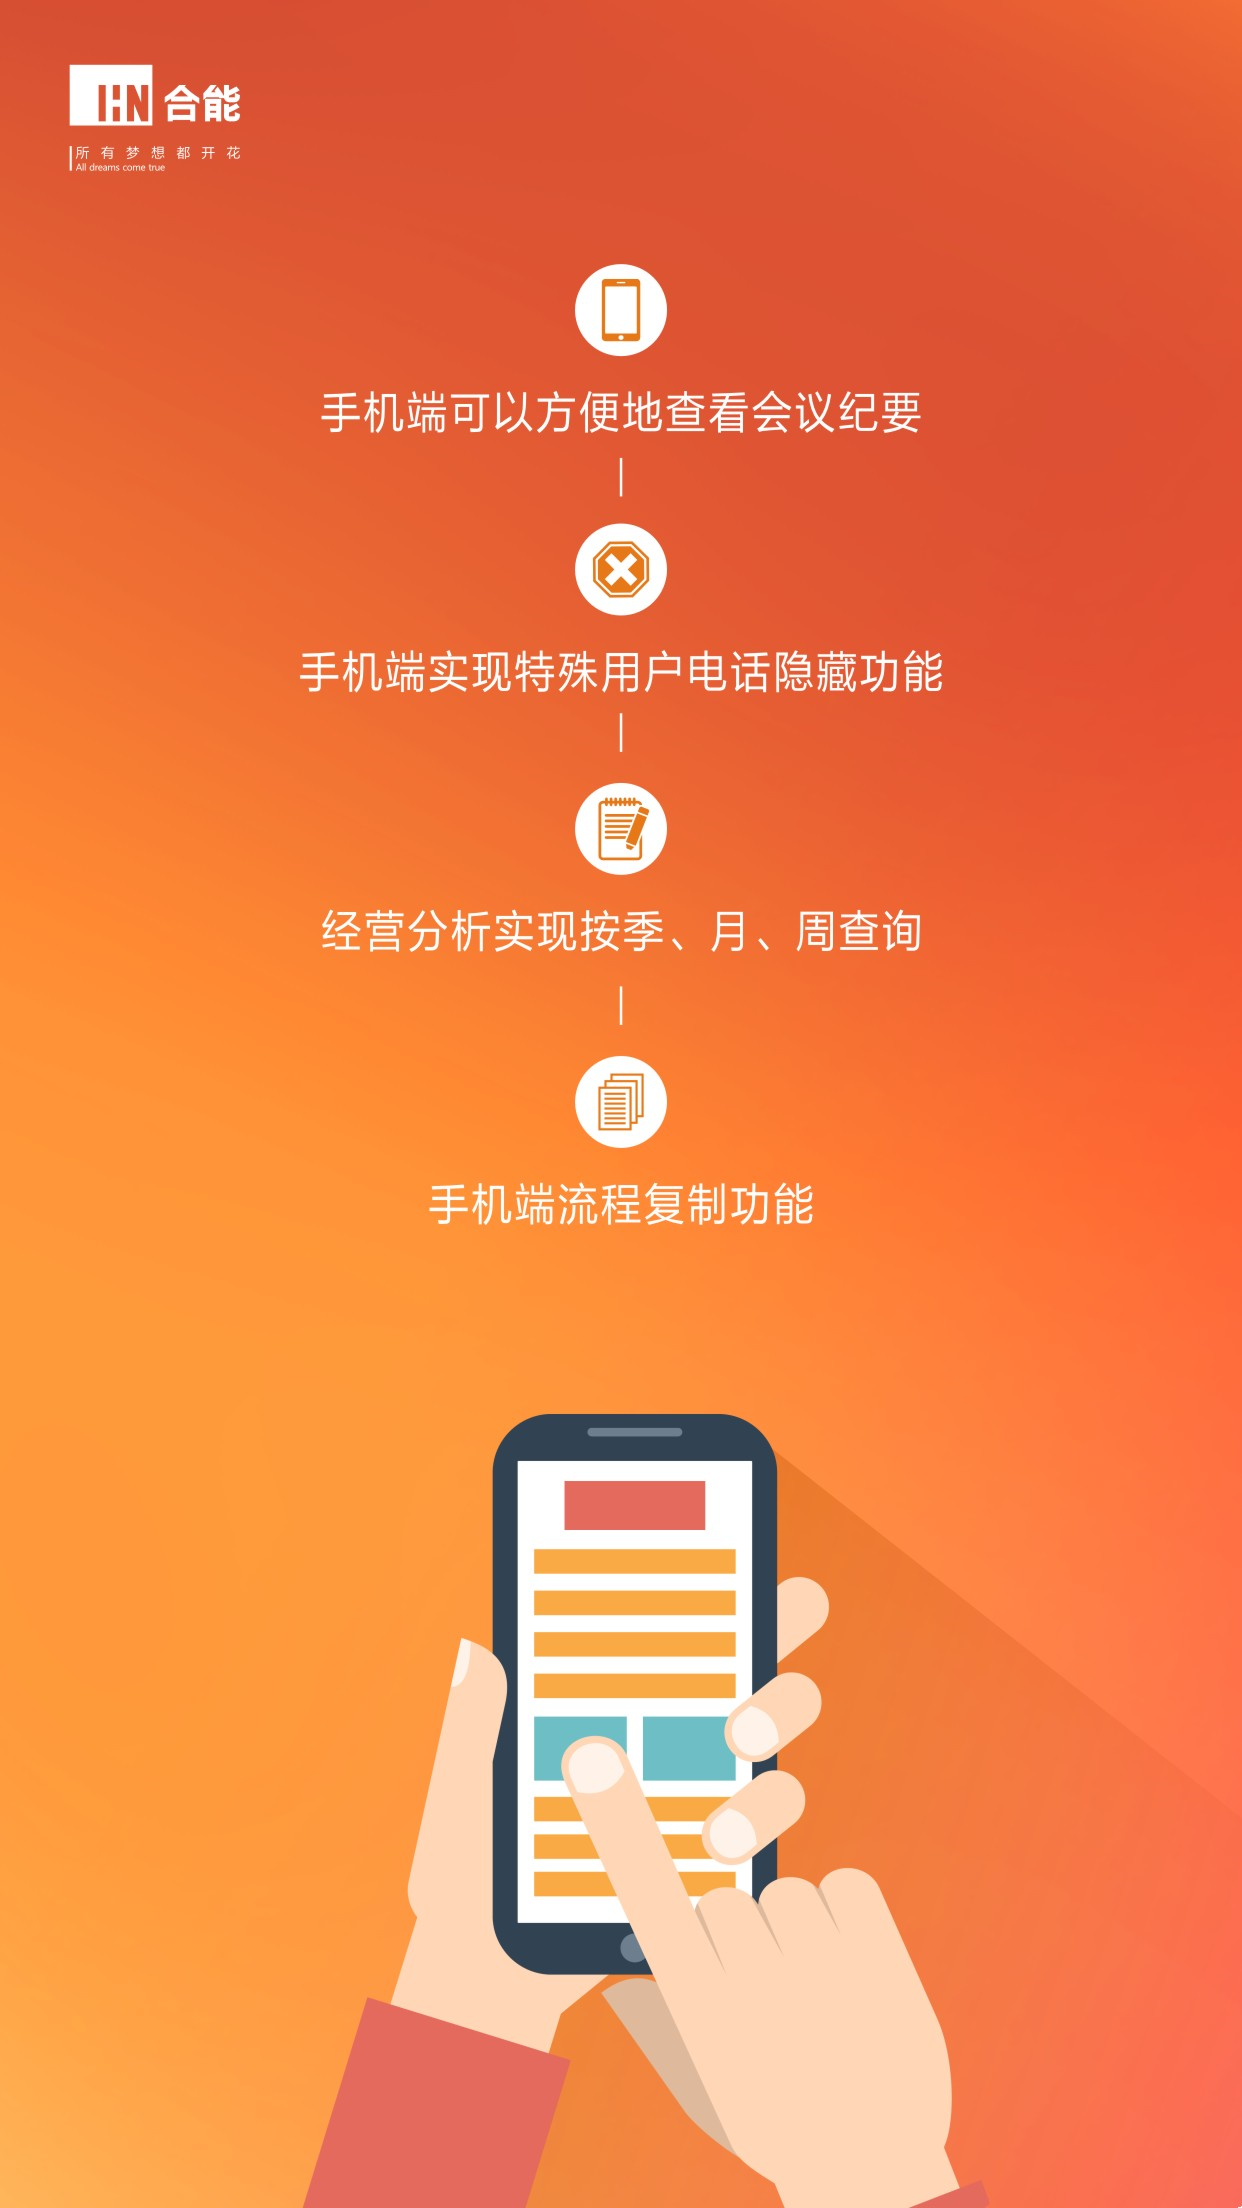 HN 合能
所有梦想都开花
All dreams come true
手机端可以方便地查看会议纪要
手机端实现特殊用户电话隐藏功能
经营分析实现按季、月、周查询
手机端流程复制功能